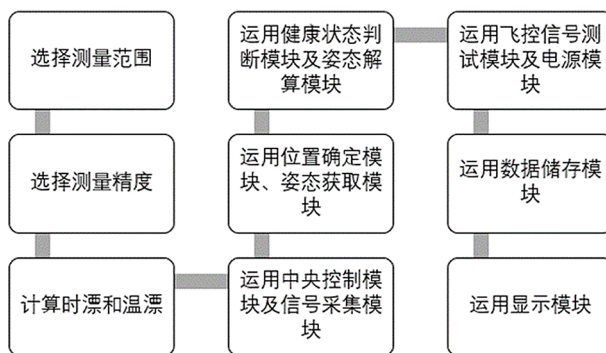 选择测量范围
选择测量精度
计算时漂和温漂
运用中央控制模
块及信号采集模
块
运用位置确定模
块、姿态获取模
块
运用健康状态判
断模块及姿态解
算模块
运用飞控信号测
试模块及电源模
块
运用数据储存模
块
运用显示模块